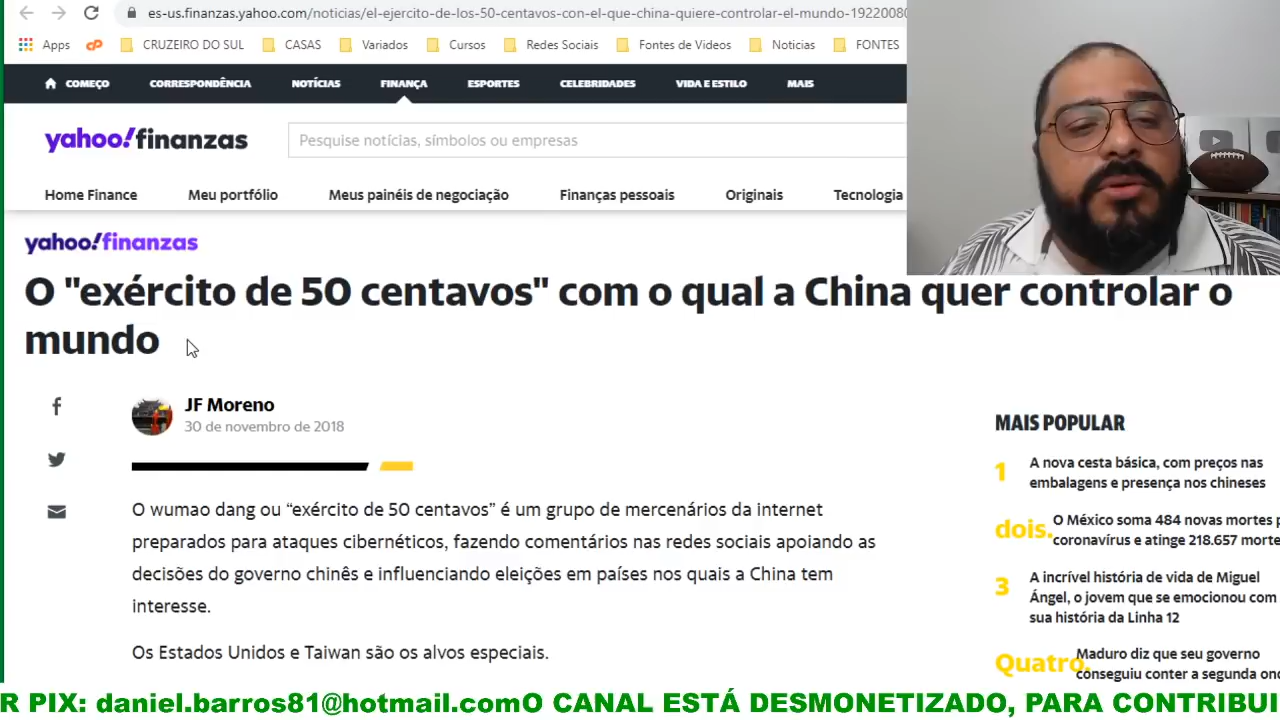 es-us.finanzas.yahoo.com/noticias/el-ejercito-de-los-50-centavos-con-el-que-china-quiere-controlar-el-mundo-19220080
Apps CRUZEIRO DO SUL CASAS Variados Cursos Redes Sociais Fontes de Videos Noticias FONTES
COMEÇO CORRESPONDÊNCIA NOTÍCIAS FINANÇA ESPORTES CELEBRIDADES VIDA E ESTILO MAIS
yahoo!finanzas
Pesquise notícias, símbolos ou empresas
Home Finance Meu portfólio Meus painéis de negociação Finanças pessoais Originais Tecnologia
yahoo!finanzas
O "exército de 50 centavos" com o qual a China quer controlar o
mundo
JF Moreno
30 de novembro de 2018
O wumao dang ou “exército de 50 centavos” é um grupo de mercenários da internet
preparados para ataques cibernéticos, fazendo comentários nas redes sociais apoiando as
decisões do governo chinês e influenciando eleições em países nos quais a China tem
interesse.
Os Estados Unidos e Taiwan são os alvos especiais.
MAIS POPULAR
1 A nova cesta básica, com preços nas
embalagens e presença nos chineses
dois. O México soma 484 novas mortes p
coronavírus e atinge 218.657 morte
3 A incrível história de vida de Miguel
Ángel, o jovem que se emocionou com
sua história da Linha 12
Quatro. Maduro diz que seu governo
conseguiu conter a segunda ond
R PIX: daniel.barros81@hotmail.comO CANAL ESTÁ DESMONETIZADO, PARA CONTRIBUI